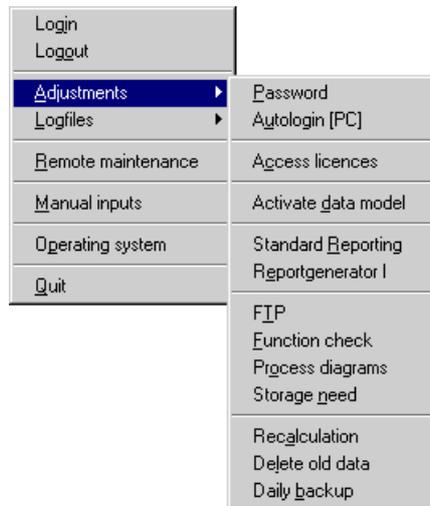 Login
Logout
Adjustments
Logfiles
Remote maintenance
Manual inputs
Operating system
Quit
Password
Autologin [PC]
Access licences
Activate data model
Standard Reporting
Reportgenerator I
FTP
Function check
Process diagrams
Storage need
Recalculation
Delete old data
Daily backup